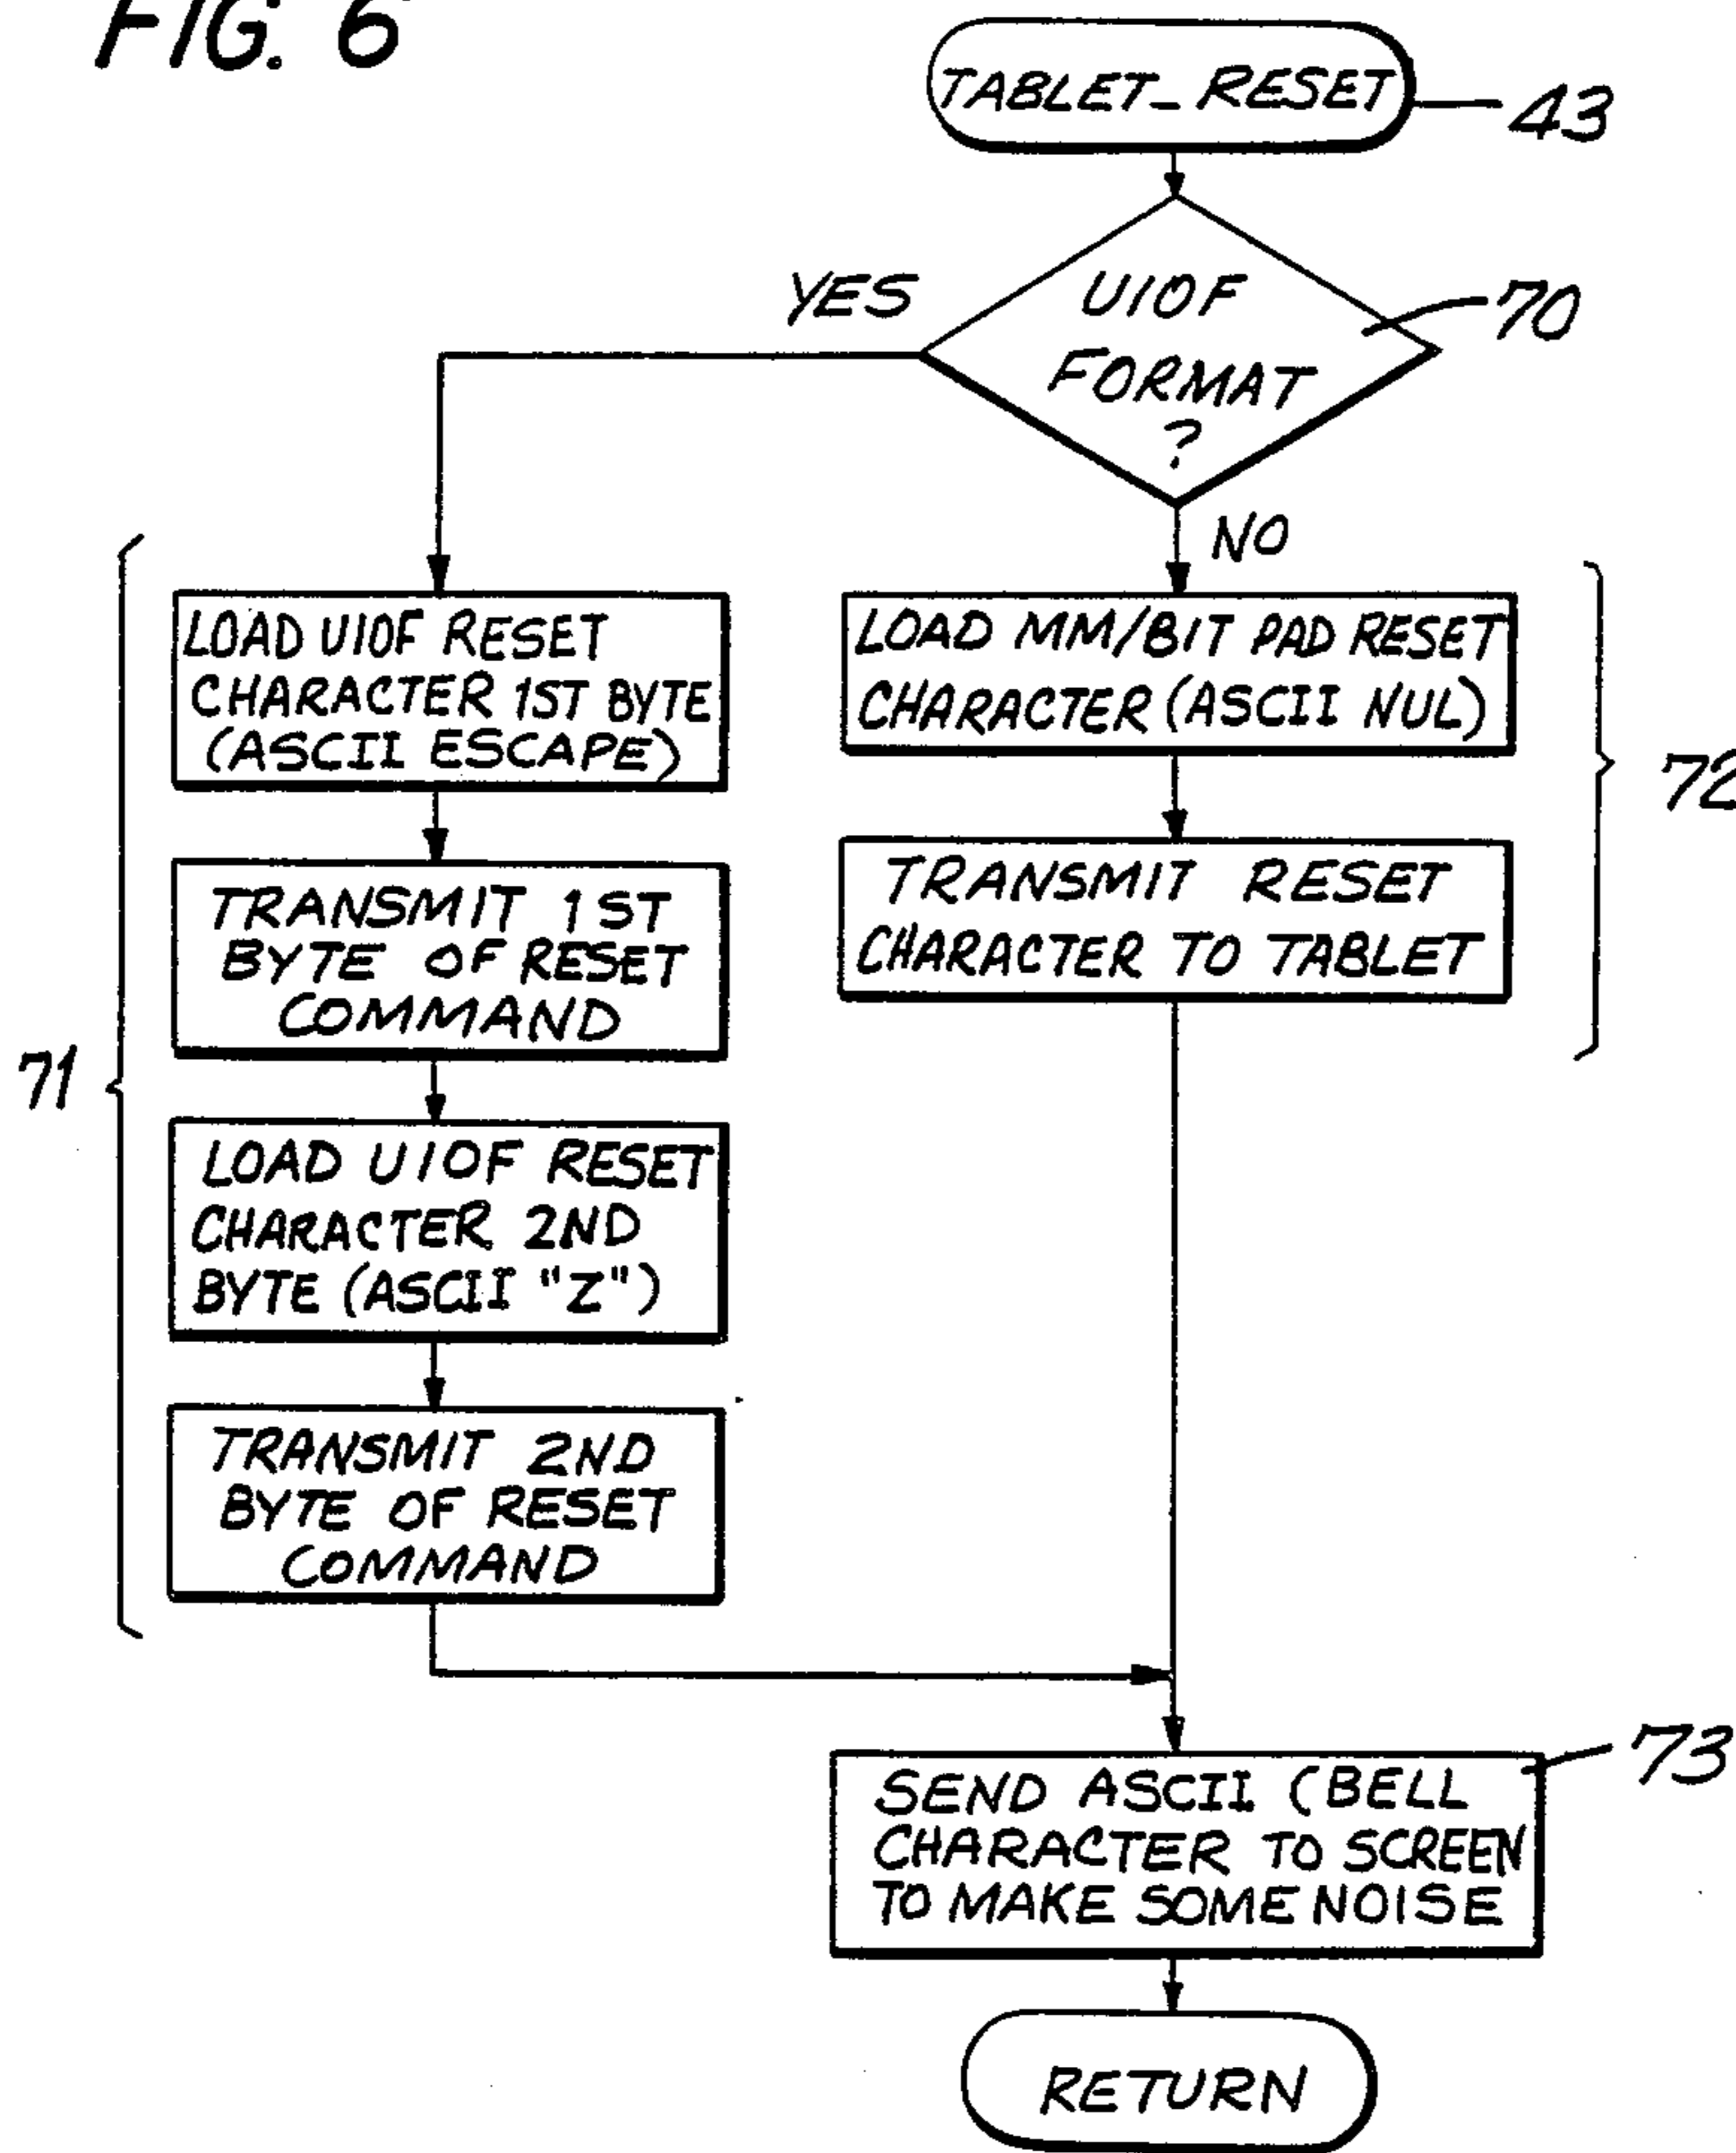 FIG. 6
TABLET_RESET
43
UIOF
FORMAT
?
70
YES
NO
LOAD UIOF RESET
CHARACTER 1ST BYTE
(ASCII ESCAPE)
TRANSMIT 1ST
BYTE OF RESET
COMMAND
LOAD UIOF RESET
CHARACTER 2ND
BYTE (ASCII "Z")
TRANSMIT 2ND
BYTE OF RESET
COMMAND
71
LOAD MM/BIT PAD RESET
CHARACTER (ASCII NUL)
TRANSMIT RESET
CHARACTER TO TABLET
72
SEND ASCII (BELL
CHARACTER TO SCREEN
TO MAKE SOME NOISE
73
RETURN